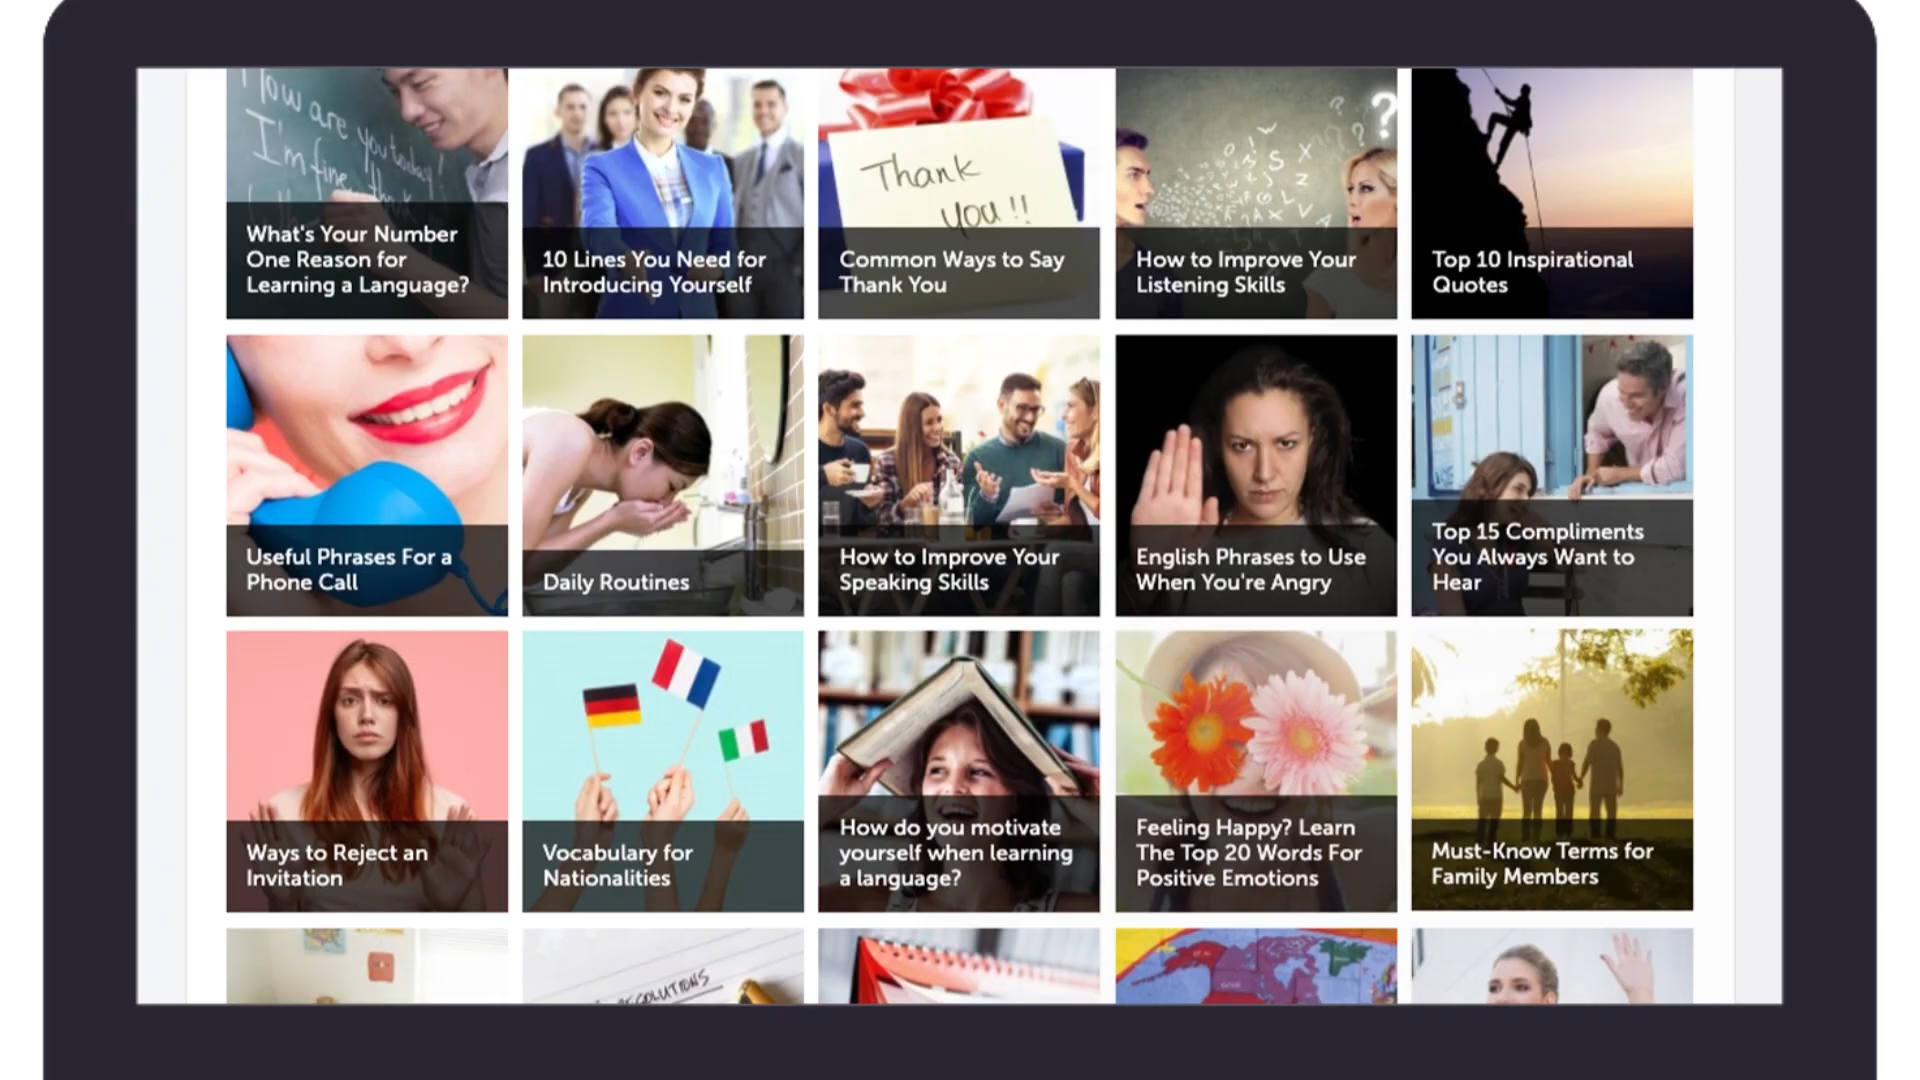 How are you today!
I'm fine, thank
What's Your Number
One Reason for
Learning a Language?
10 Lines You Need for
Introducing Yourself
Thank
you!!
Common Ways to Say
Thank You
How to Improve Your
Listening Skills
Top 10 Inspirational
Quotes
Useful Phrases For a
Phone Call
Daily Routines
How to Improve Your
Speaking Skills
English Phrases to Use
When You're Angry
Top 15 Compliments
You Always Want to
Hear
Ways to Reject an
Invitation
Vocabulary for
Nationalities
How do you motivate
yourself when learning
a language?
Feeling Happy? Learn
The Top 20 Words For
Positive Emotions
Must-Know Terms for
Family Members